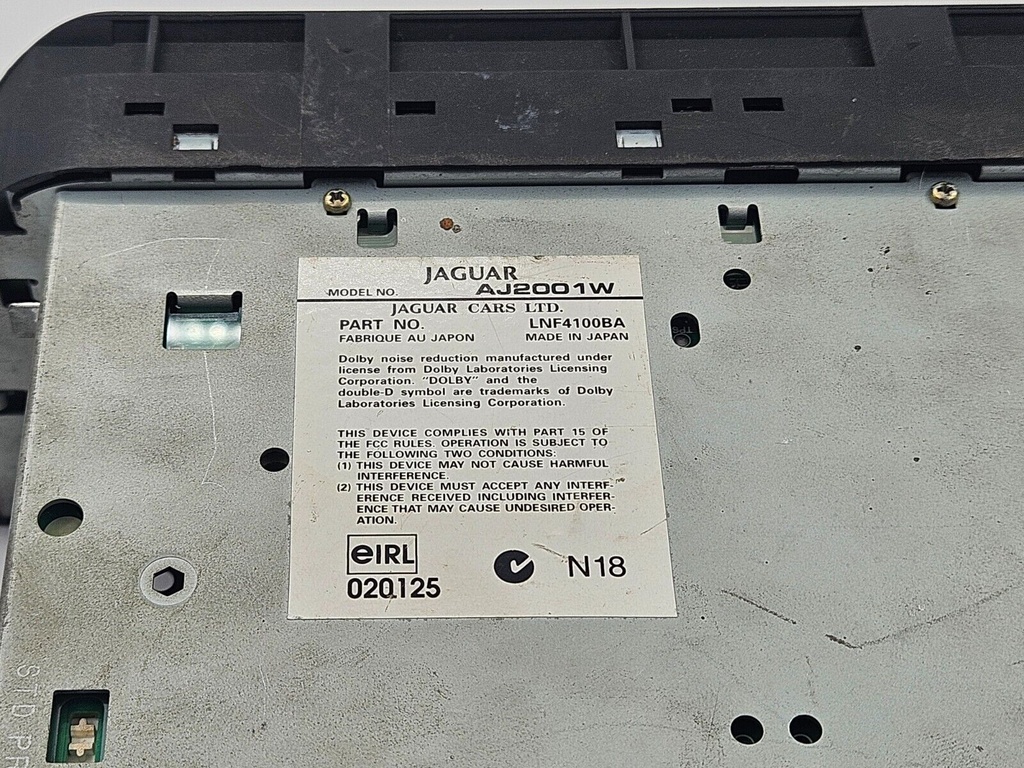 JAGUAR
MODEL NO. AJ2001W
JAGUAR CARS LTD.
PART NO. LNF4100BA
FABRIQUE AU JAPON MADE IN JAPAN
Dolby noise reduction manufactured under
license from Dolby Laboratories Licensing
Corporation. "DOLBY" and the
double-D symbol are trademarks of Dolby
Laboratories Licensing Corporation.
THIS DEVICE COMPLIES WITH PART 15 OF
THE FCC RULES. OPERATION IS SUBJECT TO
THE FOLLOWING TWO CONDITIONS:
(1) THIS DEVICE MAY NOT CAUSE HARMFUL
INTERFERENCE.
(2) THIS DEVICE MUST ACCEPT ANY INTERF-
ERENCE RECEIVED INCLUDING INTERFER-
ENCE THAT MAY CAUSE UNDESIRED OPER-
ATION.
eIRL
020125
N18
STD PR